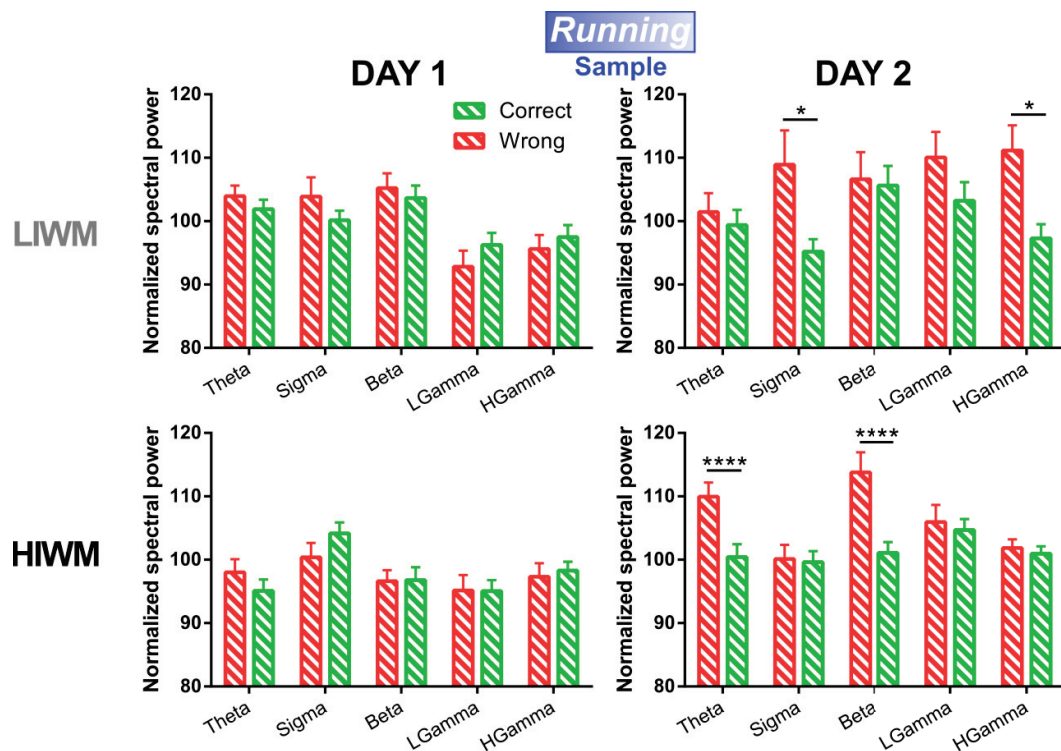 Running
Sample
DAY 1
DAY 2
Correct
Wrong
LIWM
Normalized spectral power
120
110
100
90
80
Theta
Sigma
Beta
LGamma
HGamma
Normalized spectral power
120
110
100
90
80
*
*
Theta
Sigma
Beta
LGamma
HGamma
HIWM
Normalized spectral power
120
110
100
90
80
Theta
Sigma
Beta
LGamma
HGamma
Normalized spectral power
120
110
100
90
80
****
****
Theta
Sigma
Beta
LGamma
HGamma